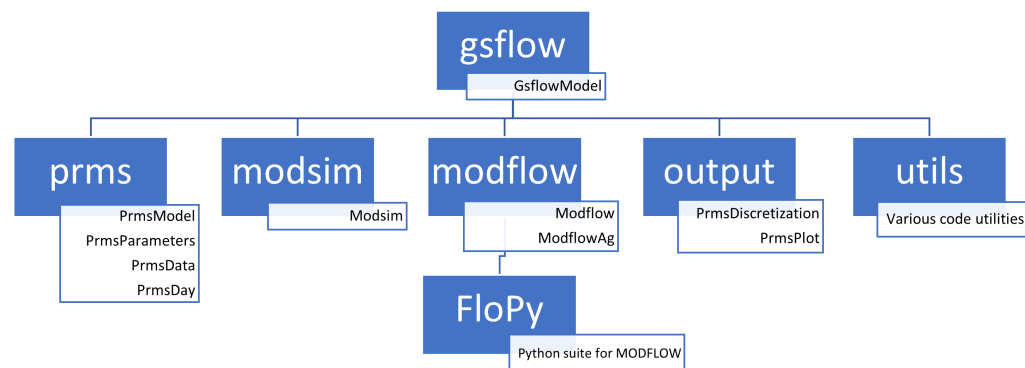 gsflow
GsflowModel
prms
PrmsModel
PrmsParameters
PrmsData
PrmsDay
modsim
Modsim
modflow
Modflow
ModflowAg
output
PrmsDiscretization
PrmsPlot
utils
Various code utilities
FloPy
Python suite for MODFLOW